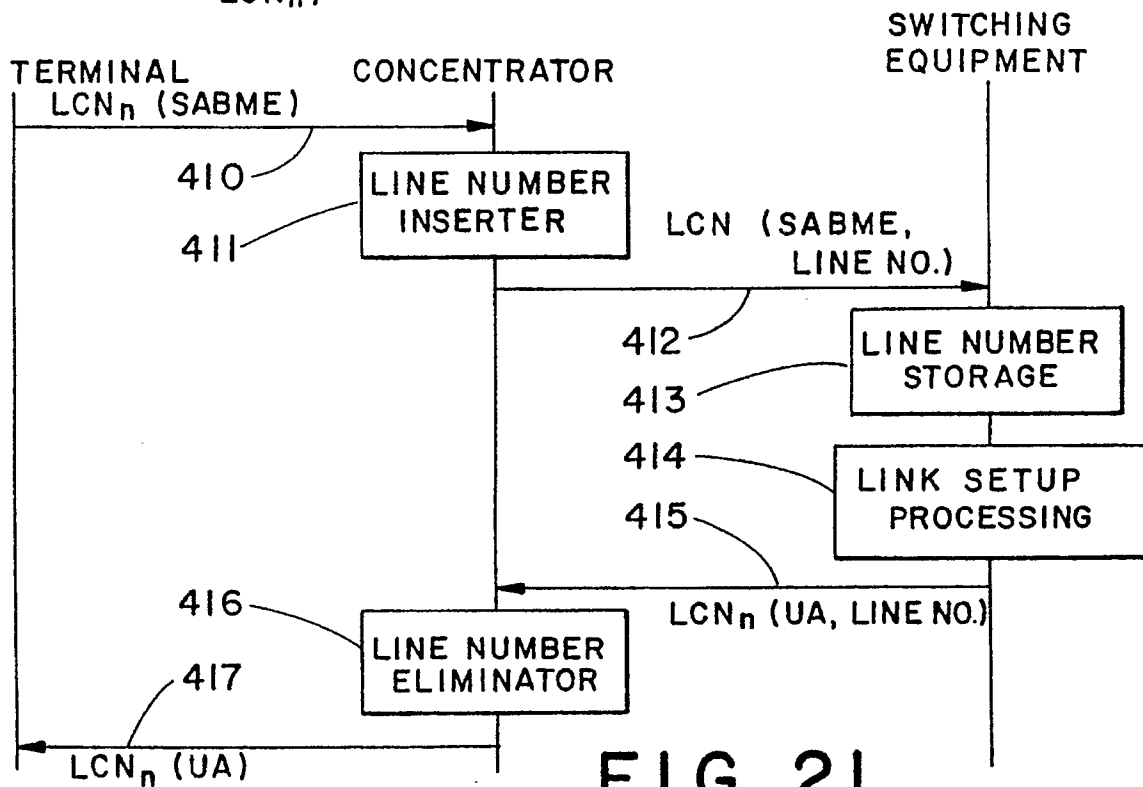 SWITCHING
EQUIPMENT
TERMINAL
CONCENTRATOR
LCNn (SABME)
410
LINE NUMBER
INSERTER
411
LCN (SABME,
LINE NO.)
412
LINE NUMBER
STORAGE
413
414
LINK SETUP
PROCESSING
415
LCNn (UA, LINE NO.)
416
LINE NUMBER
ELIMINATOR
417
LCNn (UA)
FIG. 21